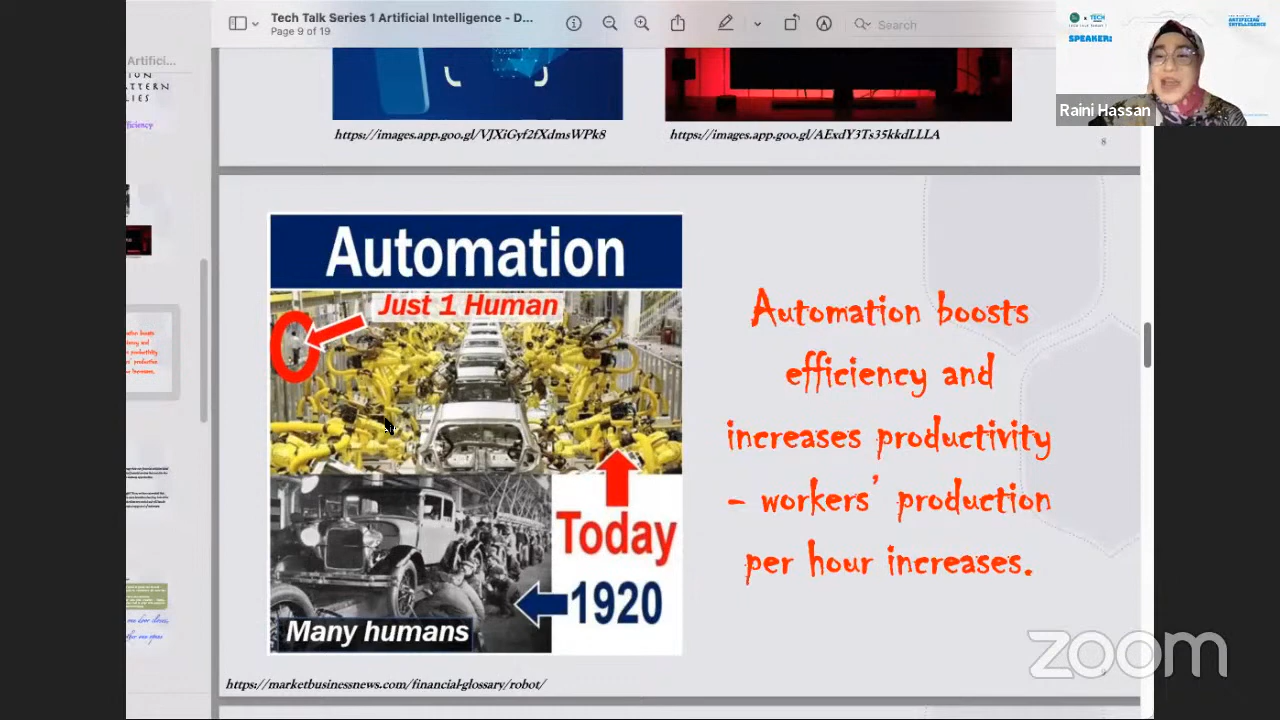 Tech Talk Series 1 Artificial Intelligence - D...
Page 9 of 19
Search
SPEAKER:
Raini Hassan
Artifici...
https://images.app.goo.gl/VJXiGyf2fXdmsWPk8
https://images.app.goo.gl/AExdY3Ts35kkdLLLA
8
Automation
Just 1 Human
Today
1920
Many humans
Automation boosts
efficiency and
increases productivity
– workers’ production
per hour increases.
https://marketbusinessnews.com/financial-glossary/robot/
9
zoom